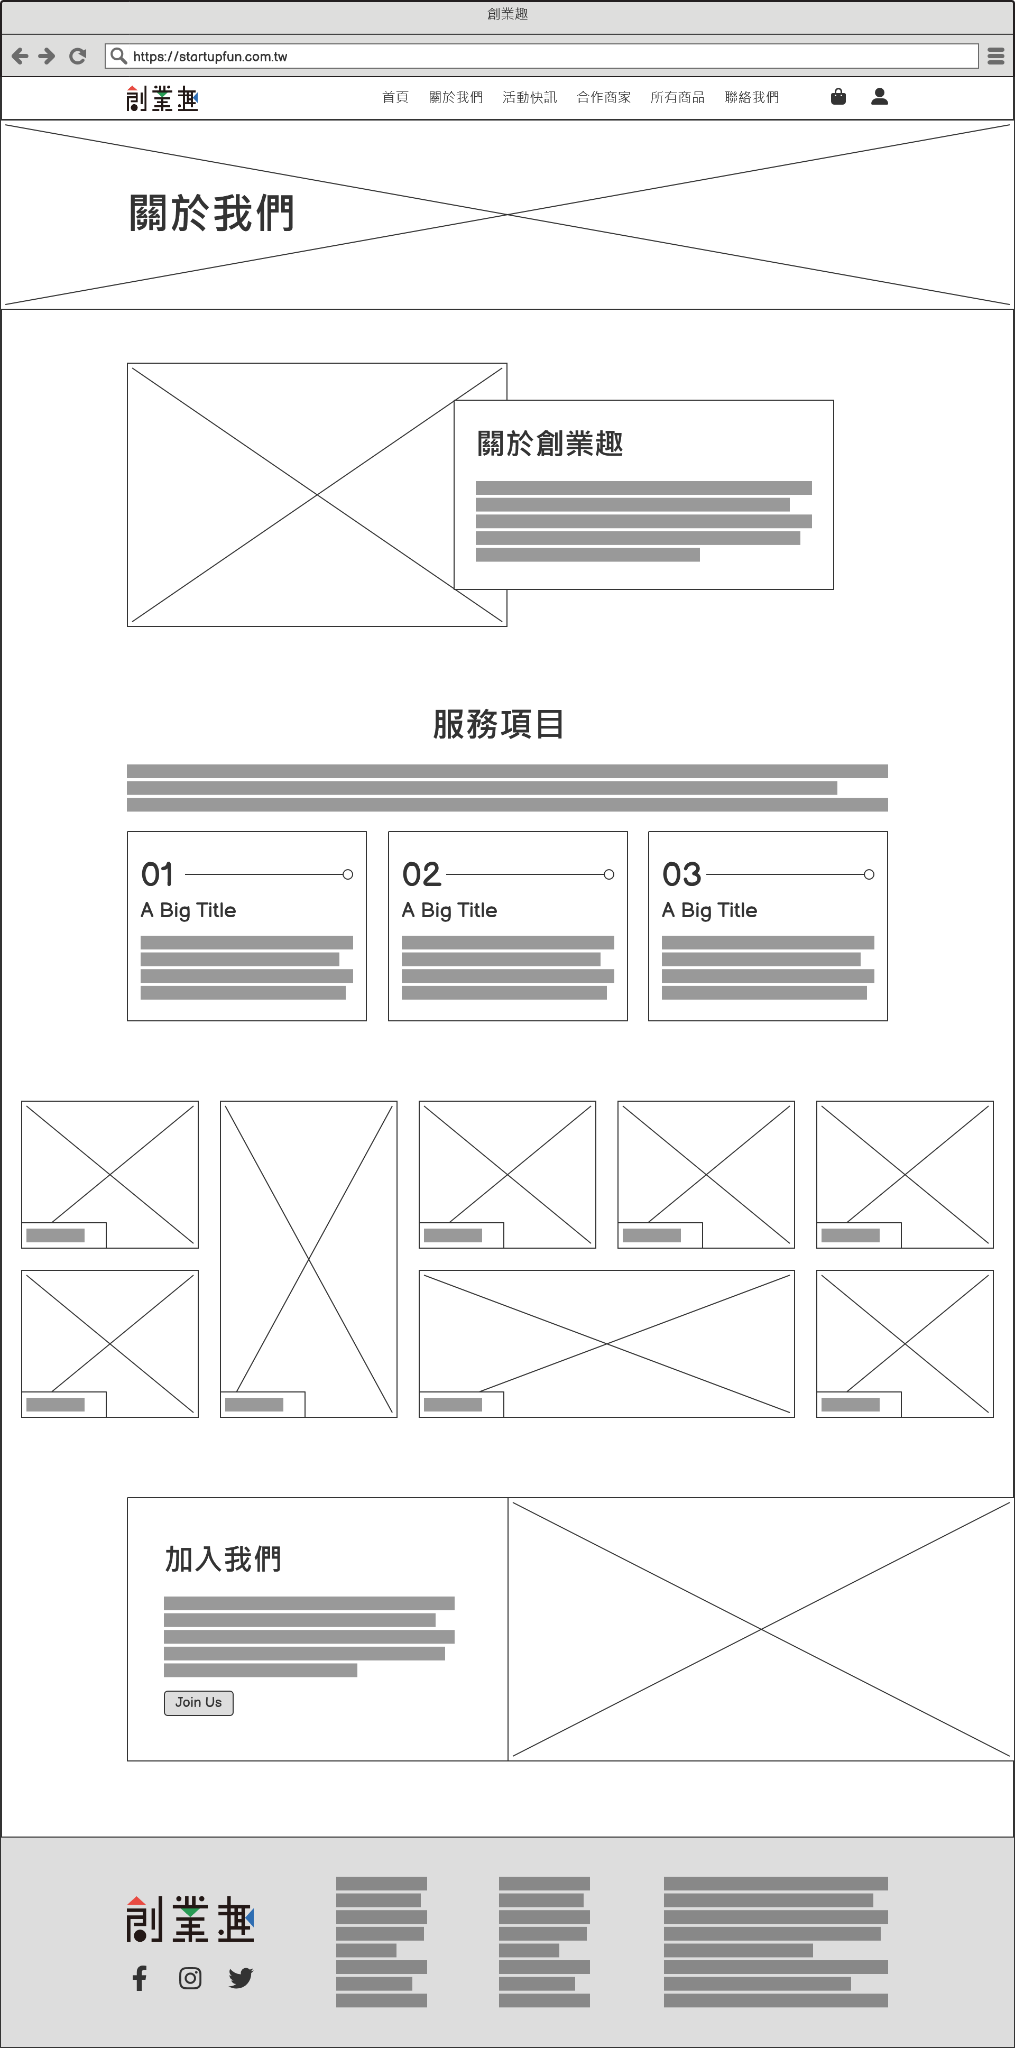 創業趣
https://startupfun.com.tw
創業趣
首頁 關於我們 活動快訊 合作商家 所有商品 聯絡我們
關於我們
關於創業趣
服務項目
01
A Big Title
02
A Big Title
03
A Big Title
加入我們
Join Us
創業趣